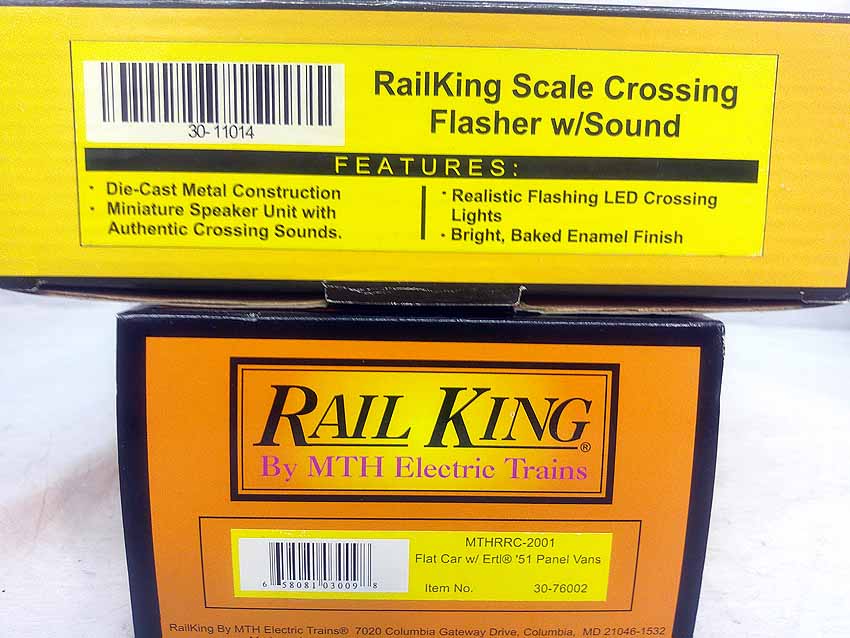 30-11014
RailKing Scale Crossing
Flasher w/Sound
FEATURES:
· Die-Cast Metal Construction
· Miniature Speaker Unit with
Authentic Crossing Sounds.
· Realistic Flashing LED Crossing
Lights
· Bright, Baked Enamel Finish
RAIL KING®
By MTH Electric Trains
MTHRRC-2001
Flat Car w/ Ertl® '51 Panel Vans
6 58081 03009 8
Item No. 30-76002
RailKing By MTH Electric Trains® 7020 Columbia Gateway Drive, Columbia, MD 21046-1532